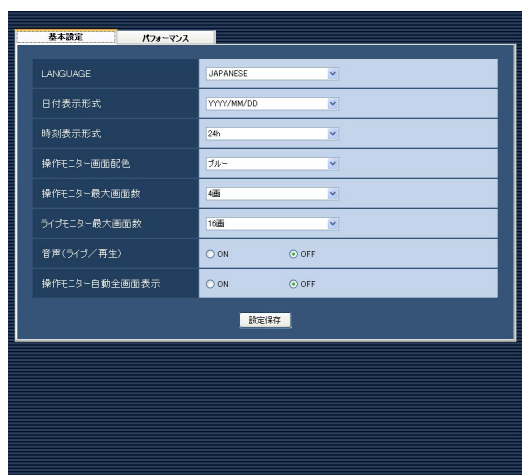 基本設定 パフォーマンス
LANGUAGE JAPANESE
日付表示形式 YYYY/MM/DD
時刻表示形式 24h
操作モニター画面配色 ブルー
操作モニター最大画面数 4画
ライブモニター最大画面数 16画
音声(ライブ／再生) ON OFF
操作モニター自動全画面表示 ON OFF
設定保存